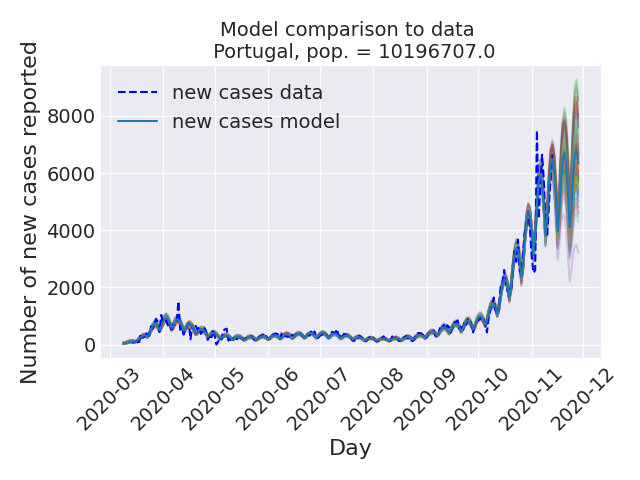 Model comparison to data
Portugal, pop. = 10196707.0
Number of new cases reported
8000
6000
4000
2000
0
new cases data
new cases model
2020-03
2020-04
2020-05
2020-06
2020-07
2020-08
2020-09
2020-10
2020-11
2020-12
Day